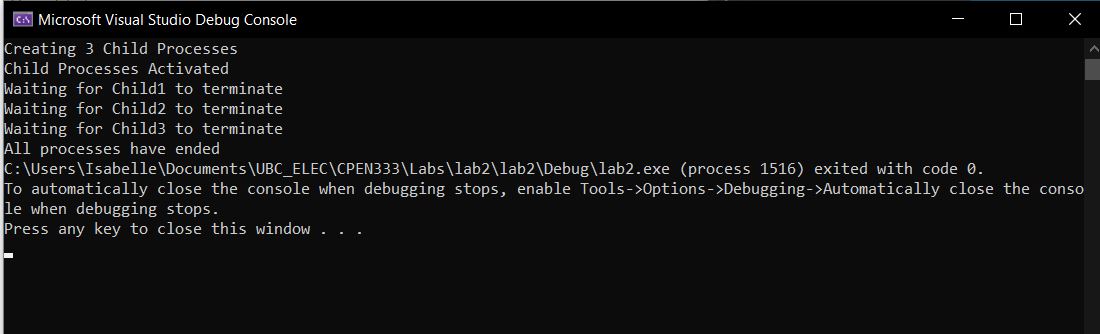 Microsoft Visual Studio Debug Console
Creating 3 Child Processes
Child Processes Activated
Waiting for Child1 to terminate
Waiting for Child2 to terminate
Waiting for Child3 to terminate
All processes have ended
C:\Users\Isabelle\Documents\UBC_ELEC\CPEN333\Labs\lab2\lab2\Debug\lab2.exe (process 1516) exited with code 0.
To automatically close the console when debugging stops, enable Tools->Options->Debugging->Automatically close the conso
le when debugging stops.
Press any key to close this window . . .